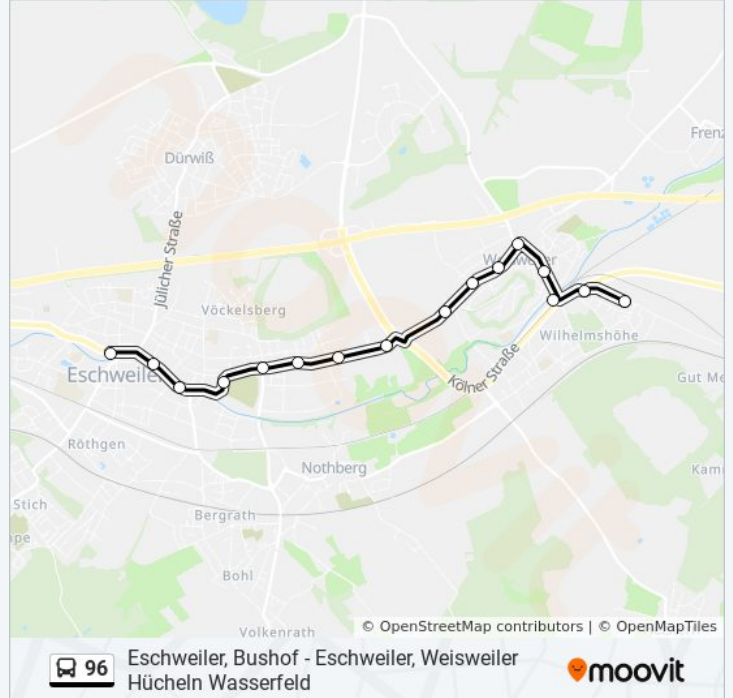 Frenz
Dürwiß
Jülicher Straße
Weisweiler
Vöckelsberg
Wilhelmshöhe
Eschweiler
Kölner Straße
Gut Me
Röthgen
Nothberg
Kam
Stich
Bergrath
pe
Bohl
Volkenrath
© OpenStreetMap contributors | © OpenMapTiles
96
Eschweiler, Bushof - Eschweiler, Weisweiler
Hücheln Wasserfeld
moovit